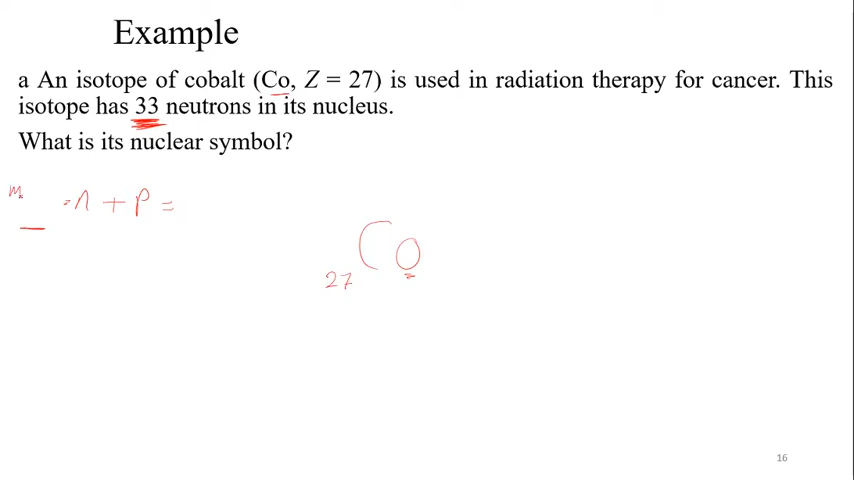 Example
a An isotope of cobalt (Co, Z = 27) is used in radiation therapy for cancer. This
isotope has 33 neutrons in its nucleus.
What is its nuclear symbol?
m = n + p =
27 Co
16